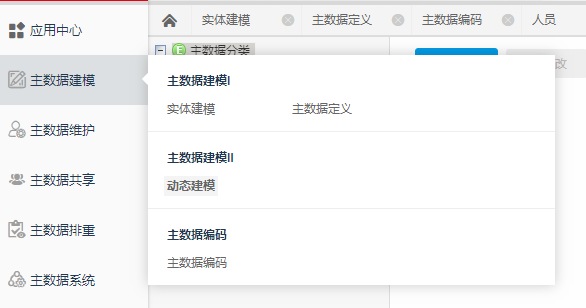 应用中心
主数据建模
主数据维护
主数据共享
主数据排重
主数据系统
实体建模 主数据定义 主数据编码 人员
E 主数据分类
改
主数据建模I
实体建模 主数据定义
主数据建模II
动态建模
主数据编码
主数据编码